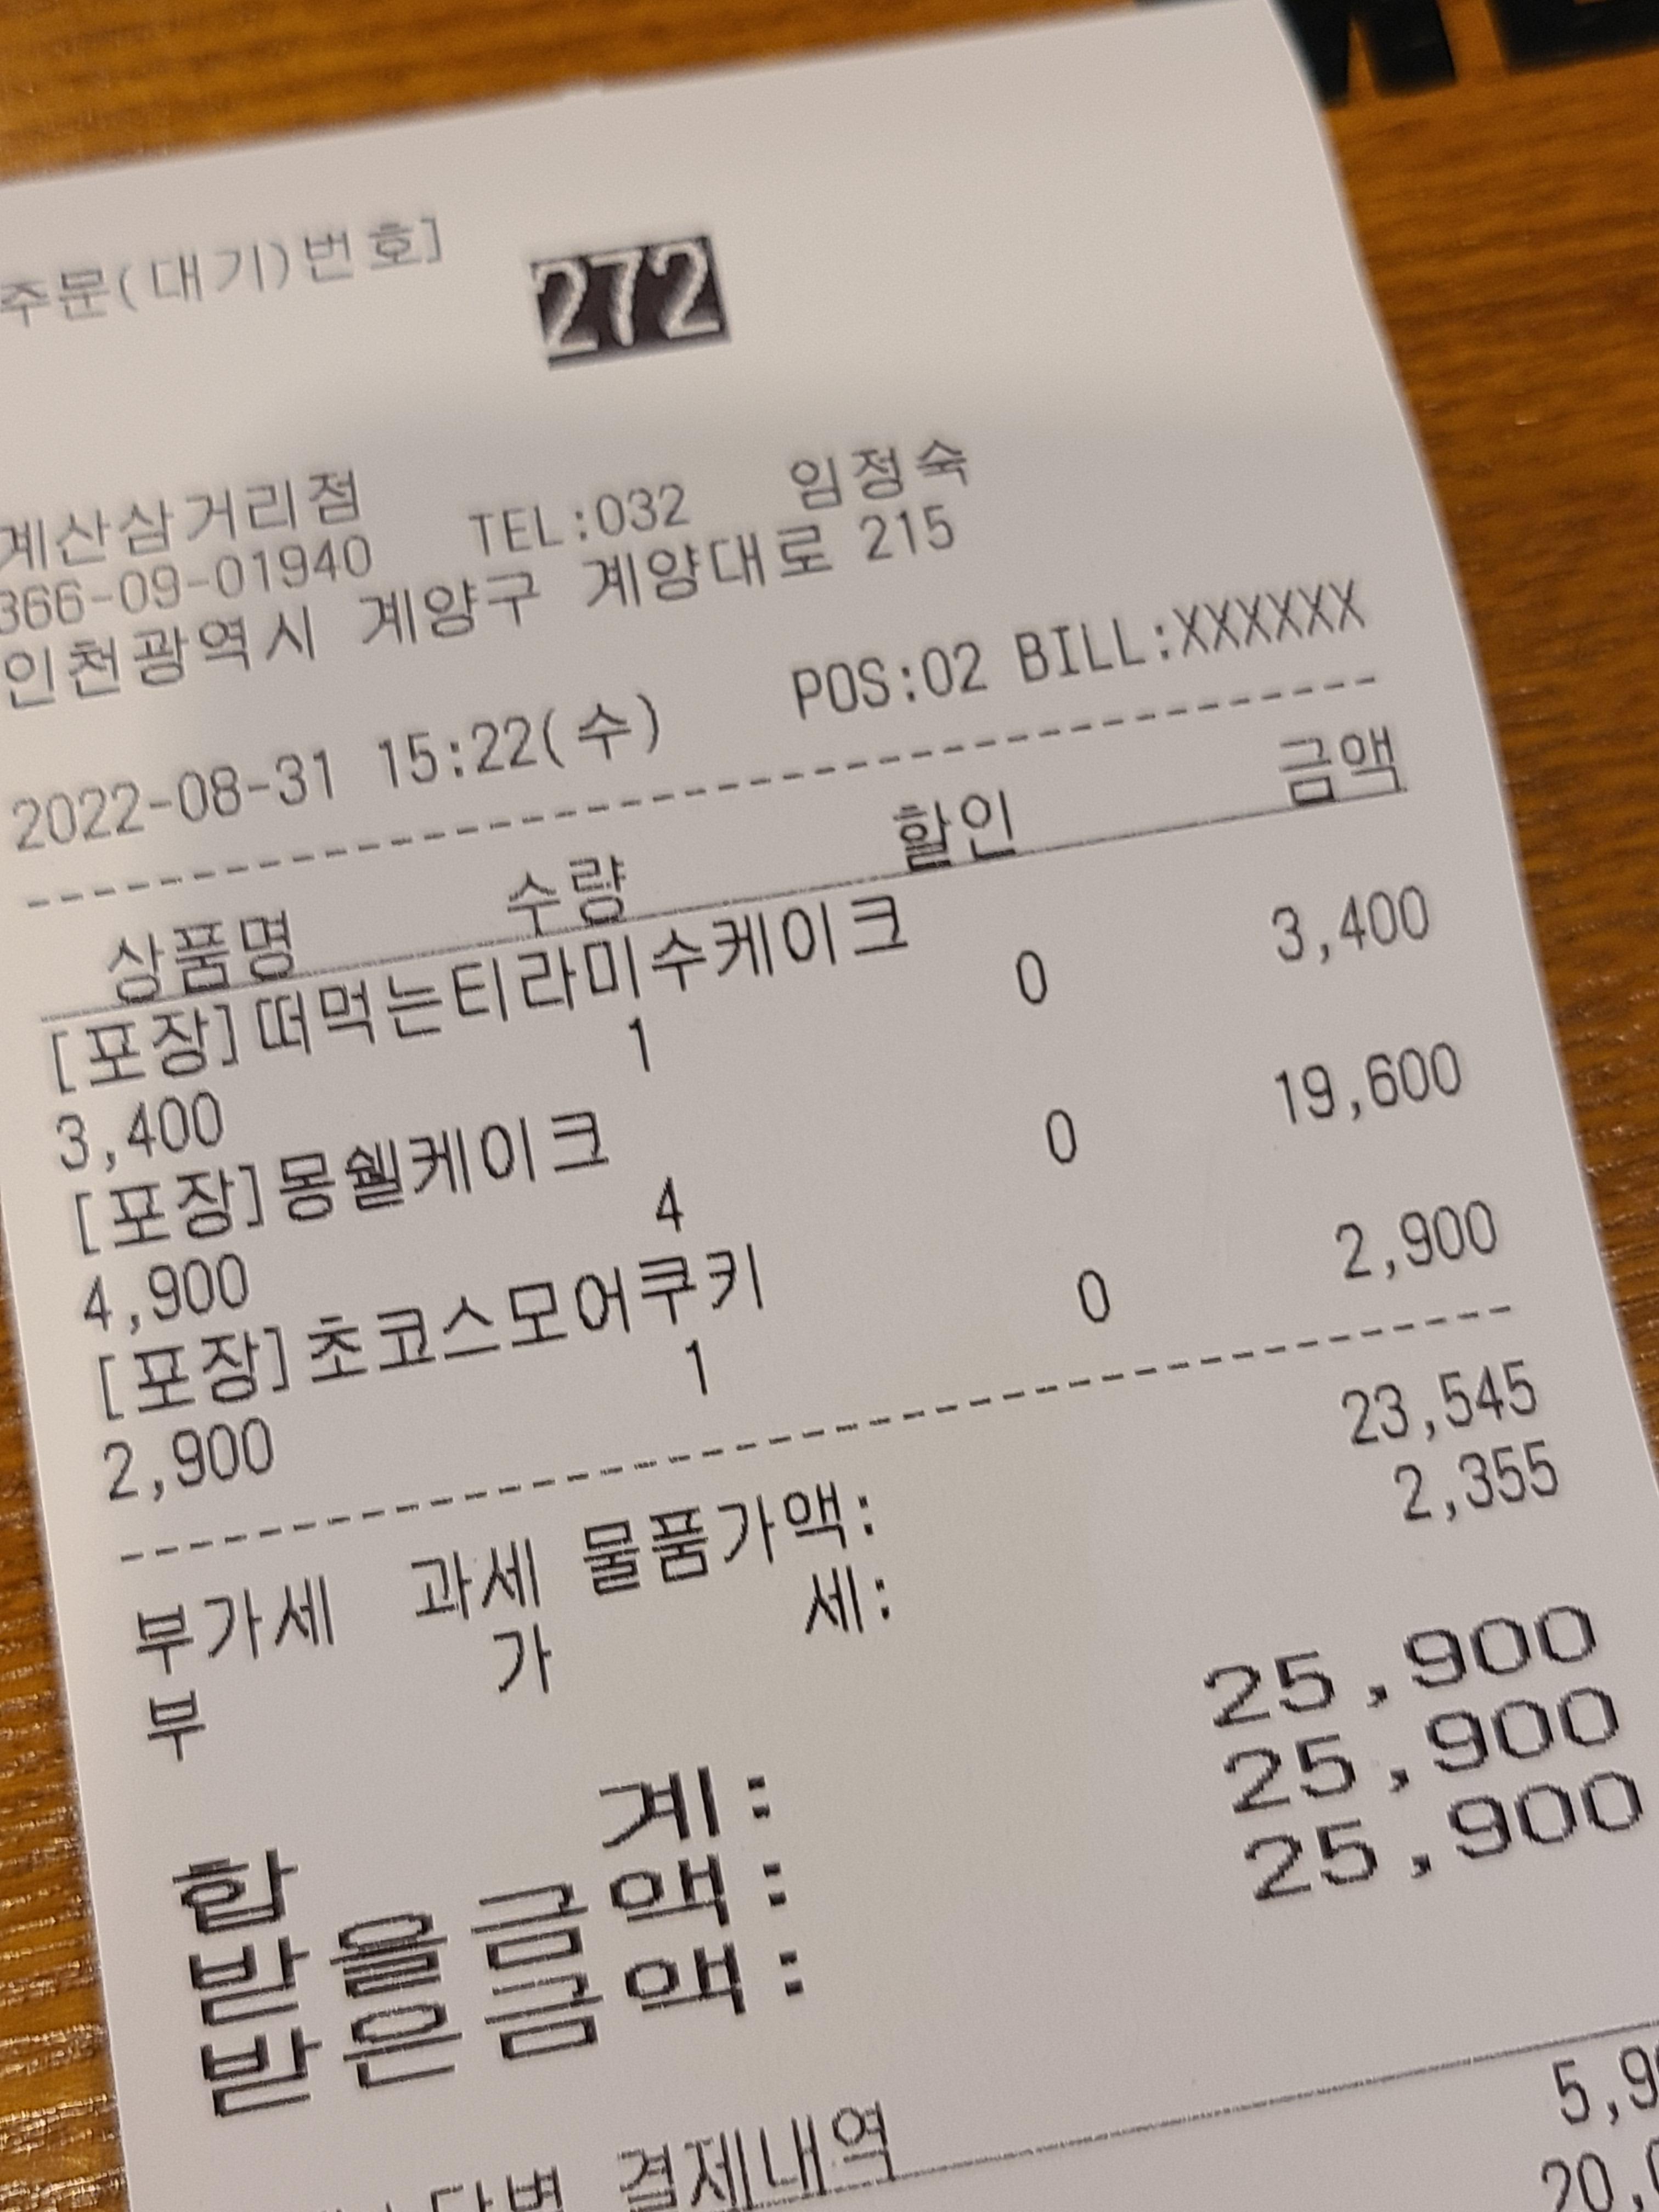 주문(대기)번호]
272
계산삼거리점 TEL:032 임정숙
366-09-01940
인천광역시 계양구 계양대로 215
2022-08-31 15:22(수) POS:02 BILL:XXXXXX
상품명 수량 할인 금액
[포장]떠먹는티라미수케이크
3,400 1 0 3,400
[포장]몽쉘케이크
4,900 4 0 19,600
[포장]초코스모어쿠키
2,900 1 0 2,900
부가세 과세 물품가액: 23,545
부 가 세: 2,355
합 계: 25,900
받을금액: 25,900
받은금액: 25,900
결제내역